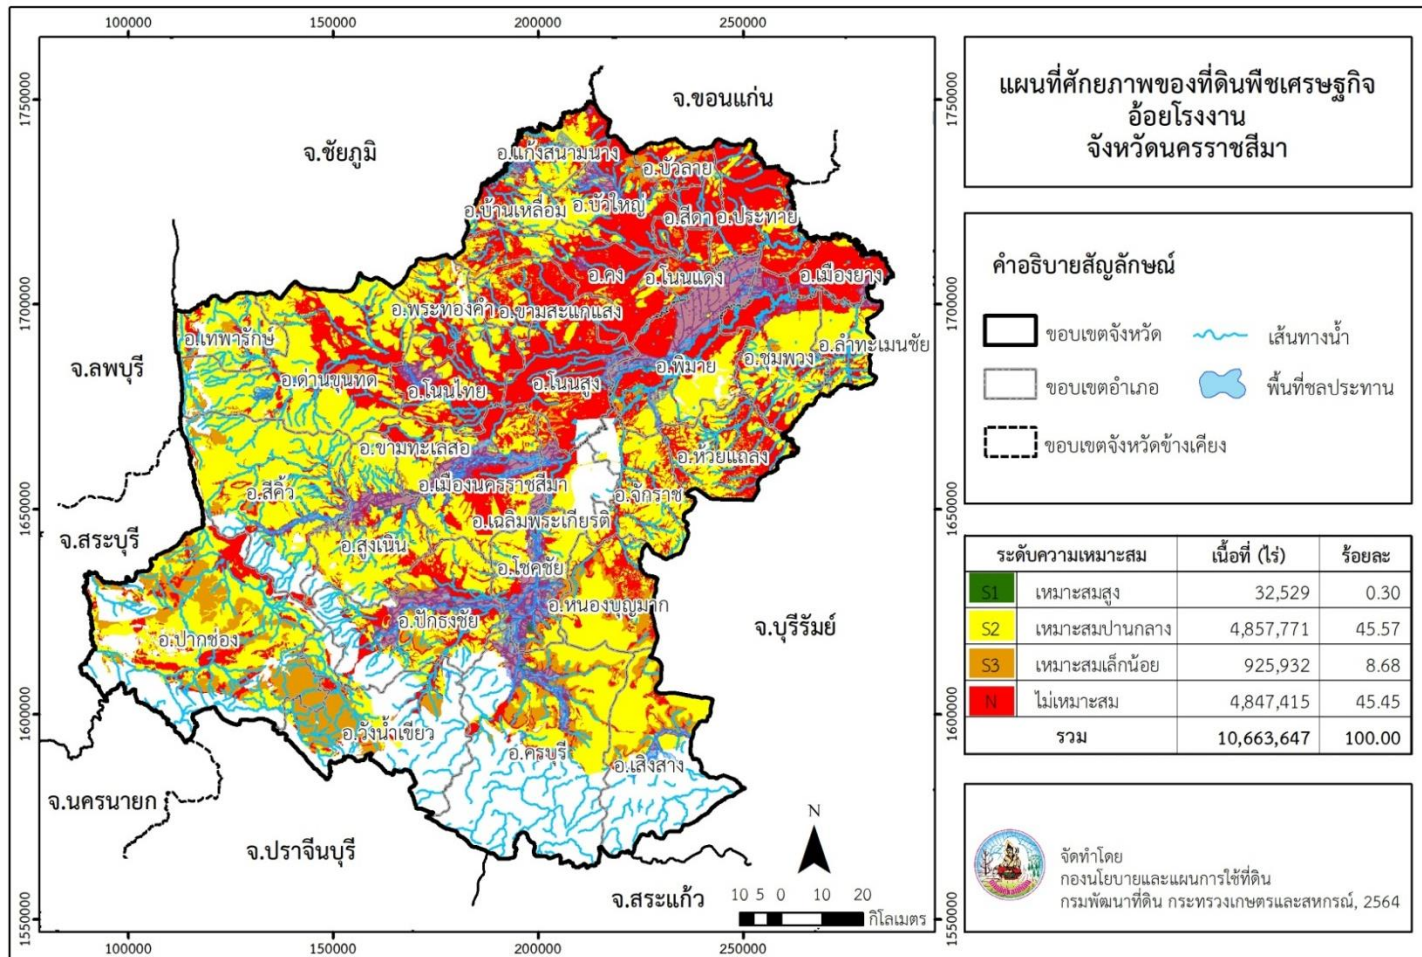 100000 150000 200000 250000
1750000
1700000
1650000
1600000
1550000
จ.ขอนแก่น
จ.ชัยภูมิ
อ.แก้งสนามนาง
อ.บัวลาย
อ.บ้านเหลื่อม
อ.บัวใหญ่
อ.สีดา
อ.ประทาย
อ.คง
อ.โนนแดง
อ.เมืองยาง
อ.พระทองคำ
อ.ขามสะแกแสง
อ.เทพารักษ์
อ.ลำทะเมนชัย
อ.ชุมพวง
จ.ลพบุรี
อ.ด่านขุนทด
อ.โนนไทย
อ.โนนสูง
อ.พิมาย
อ.ขามทะเลสอ
อ.ห้วยแถลง
อ.สีคิ้ว
อ.เมืองนครราชสีมา
อ.จักราช
จ.สระบุรี
อ.เฉลิมพระเกียรติ
อ.สูงเนิน
อ.โชคชัย
อ.ปักธงชัย
อ.หนองบุญมาก
จ.บุรีรัมย์
อ.ปากช่อง
อ.วังน้ำเขียว
อ.ครบุรี
อ.เสิงสาง
จ.นครนายก
จ.ปราจีนบุรี
จ.สระแก้ว
N
10 5 0 10 20
กิโลเมตร
1750000
1700000
1650000
1600000
1550000
100000 150000 200000 250000
แผนที่ศักยภาพของที่ดินพืชเศรษฐกิจ
อ้อยโรงงาน
จังหวัดนครราชสีมา
คำอธิบายสัญลักษณ์
ขอบเขตจังหวัด เส้นทางน้ำ
ขอบเขตอำเภอ พื้นที่ชลประทาน
ขอบเขตจังหวัดข้างเคียง
ระดับความเหมาะสม เนื้อที่ (ไร่) ร้อยละ
S1 เหมาะสมสูง 32,529 0.30
S2 เหมาะสมปานกลาง 4,857,771 45.57
S3 เหมาะสมเล็กน้อย 925,932 8.68
N ไม่เหมาะสม 4,847,415 45.45
รวม 10,663,647 100.00
จัดทำโดย
กองนโยบายและแผนการใช้ที่ดิน
กรมพัฒนาที่ดิน กระทรวงเกษตรและสหกรณ์, 2564